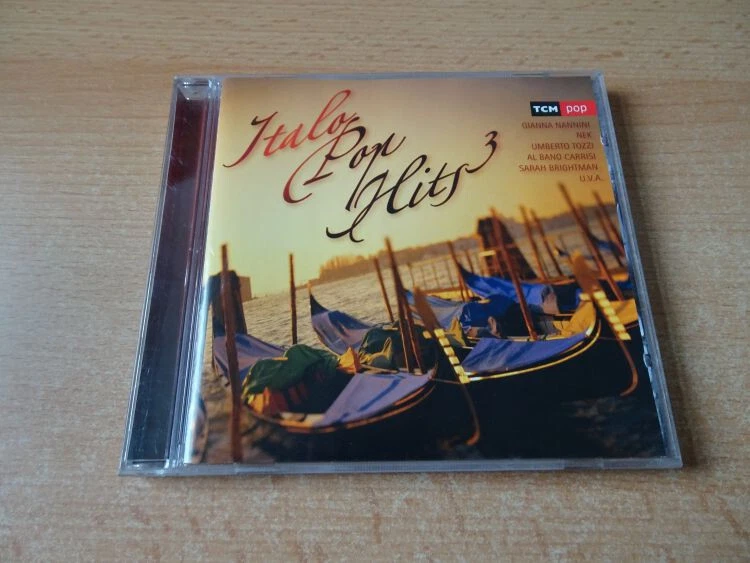 Italo
Pop
Hits 3
TCM pop
GIANNA NANNINI
NEK
UMBERTO TOZZI
AL BANO CARRISI
SARAH BRIGHTMAN
U.V.A.